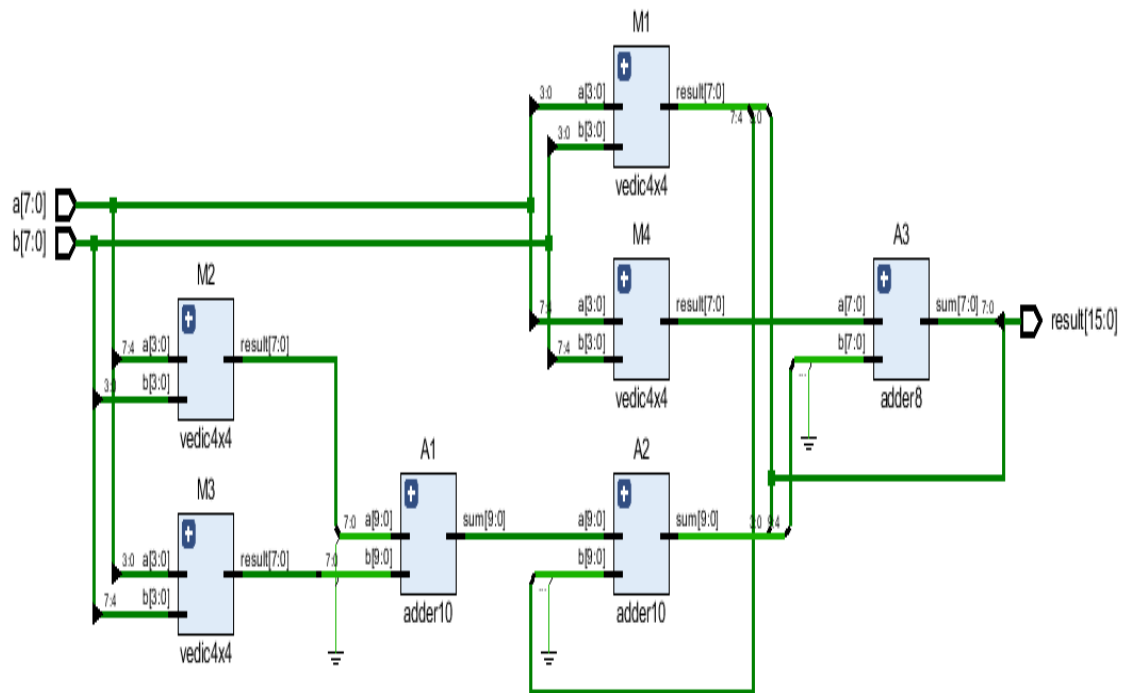 M1
3:0 a[3:0] result[7:0]
7:4 3:0
3:0 b[3:0]
vedic4x4
a[7:0]
b[7:0]
M4
7:4 a[3:0] result[7:0]
7:4 b[3:0]
vedic4x4
A3
a[7:0] sum[7:0] 7:0
b[7:0]
...
adder8
result[15:0]
M2
7:4 a[3:0] result[7:0]
3:0 b[3:0]
vedic4x4
M3
3:0 a[3:0] result[7:0]
7:4 b[3:0]
vedic4x4
A1
7:0 a[9:0] sum[9:0]
7:0 b[9:0]
adder10
A2
a[9:0] sum[9:0] 3:0 9:4
b[9:0]
...
adder10